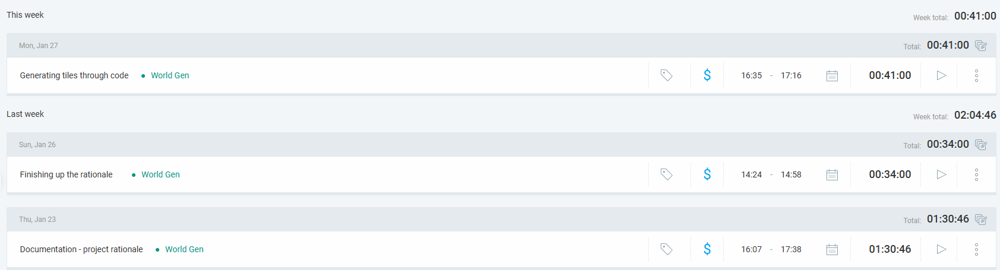 This week Week total: 00:41:00
Mon, Jan 27 Total: 00:41:00
Generating tiles through code • World Gen $ 16:35 - 17:16 00:41:00
Last week Week total: 02:04:46
Sun, Jan 26 Total: 00:34:00
Finishing up the rationale • World Gen $ 14:24 - 14:58 00:34:00
Thu, Jan 23 Total: 01:30:46
Documentation - project rationale • World Gen $ 16:07 - 17:38 01:30:46